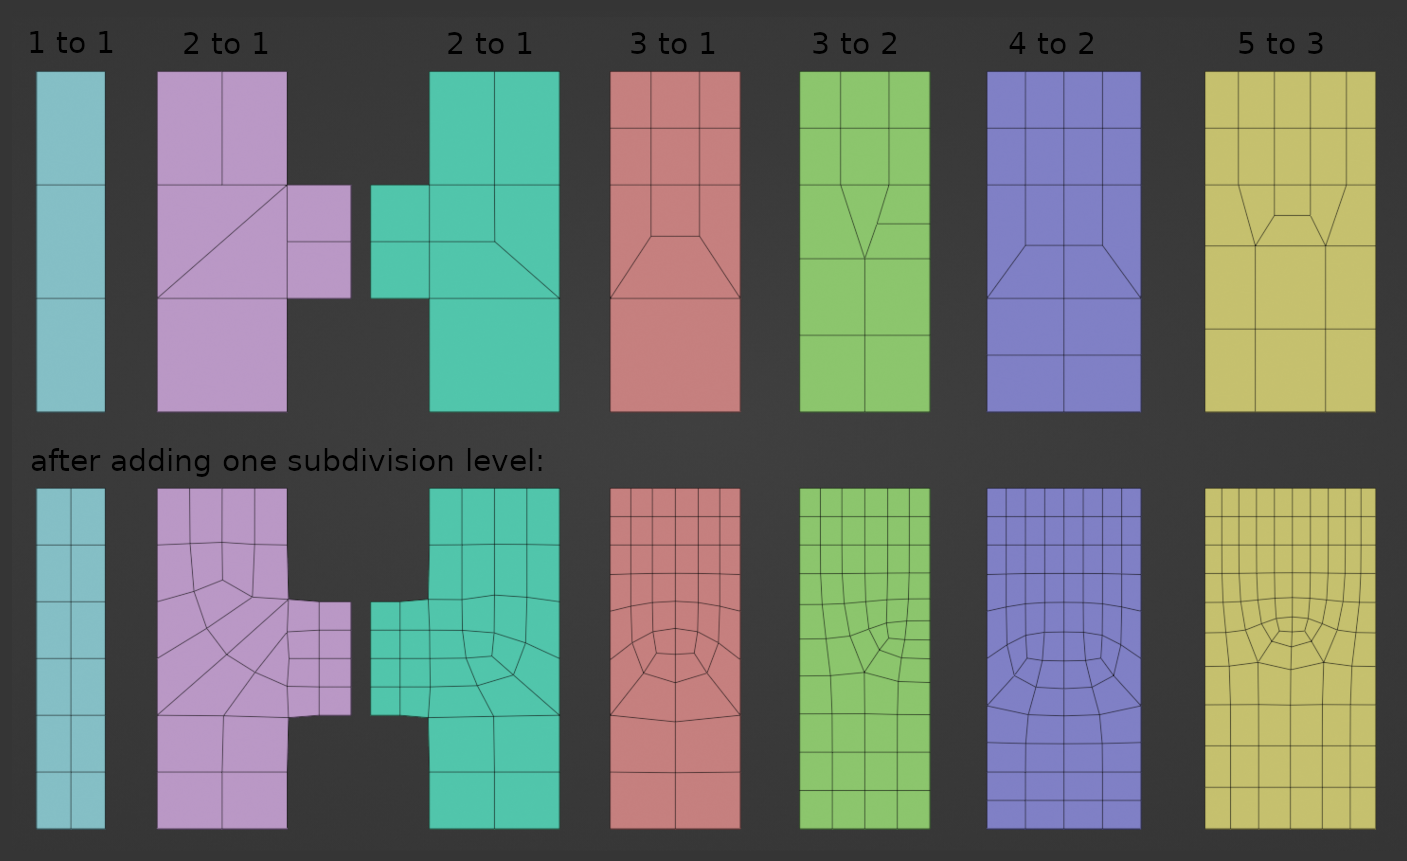 1 to 1
2 to 1
2 to 1
3 to 1
3 to 2
4 to 2
5 to 3
after adding one subdivision level: